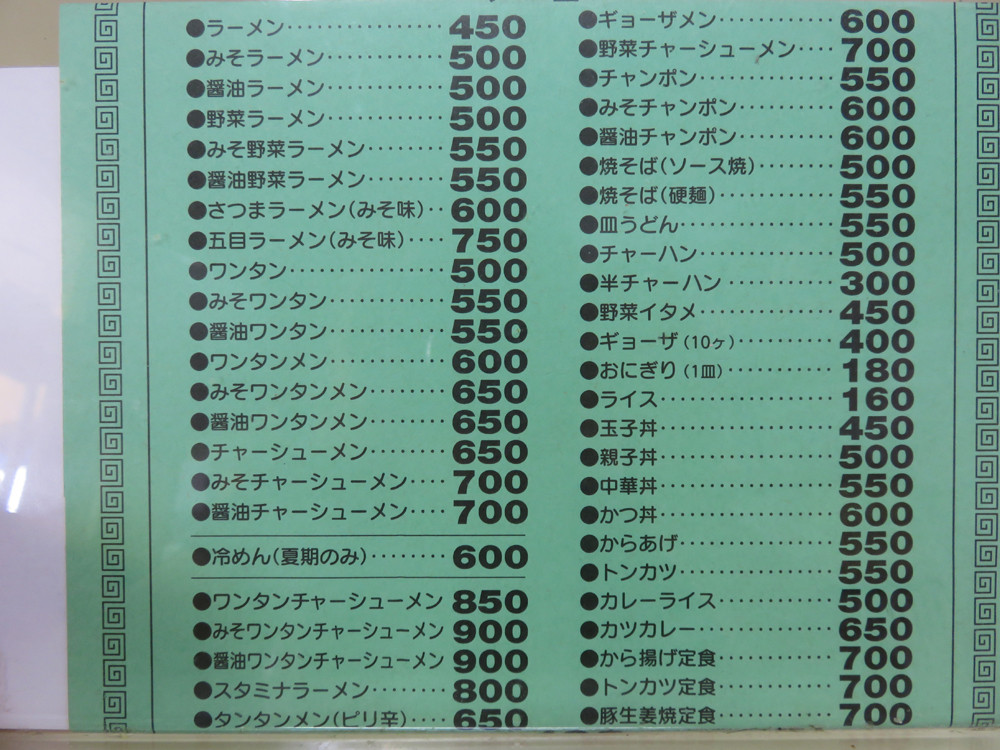 ●ラーメン················450
●みそラーメン············500
●醤油ラーメン············500
●野菜ラーメン············500
●みそ野菜ラーメン········550
●醤油野菜ラーメン········550
●さつまラーメン(みそ味)··600
●五目ラーメン(みそ味)····750
●ワンタン················500
●みそワンタン············550
●醤油ワンタン············550
●ワンタンメン············600
●みそワンタンメン········650
●醤油ワンタンメン········650
●チャーシューメン········650
●みそチャーシューメン····700
●醤油チャーシューメン····700
●冷めん(夏期のみ)········600
●ワンタンチャーシューメン 850
●みそワンタンチャーシューメン 900
●醤油ワンタンチャーシューメン 900
●スタミナラーメン········800
●タンタンメン(ピリ辛)····650
●ギョーザメン············600
●野菜チャーシューメン····700
●チャンポン··············550
●みそチャンポン··········600
●醤油チャンポン··········600
●焼そば(ソース焼)········500
●焼そば(硬麺)············550
●皿うどん················550
●チャーハン··············500
●半チャーハン············300
●野菜イタメ··············450
●ギョーザ(10ヶ)··········400
●おにぎり(1皿)···········180
●ライス··················160
●玉子丼··················450
●親子丼··················500
●中華丼··················550
●かつ丼··················600
●からあげ················550
●トンカツ················550
●カレーライス············500
●カツカレー··············650
●から揚げ定食············700
●トンカツ定食············700
●豚生姜焼定食············700